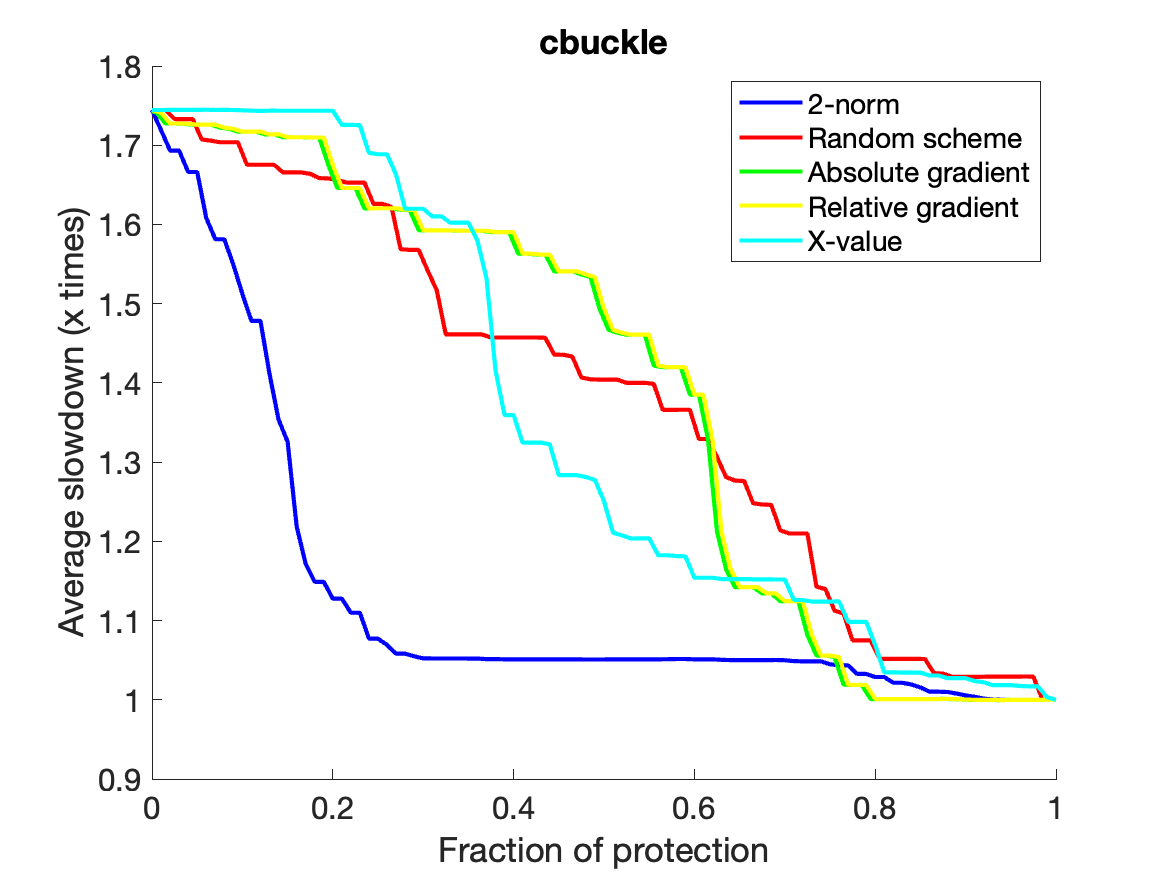 cbuckle
1.8
1.7
1.6
1.5
1.4
1.3
1.2
1.1
1
0.9
Average slowdown (x times)
2-norm
Random scheme
Absolute gradient
Relative gradient
X-value
0 0.2 0.4 0.6 0.8 1
Fraction of protection